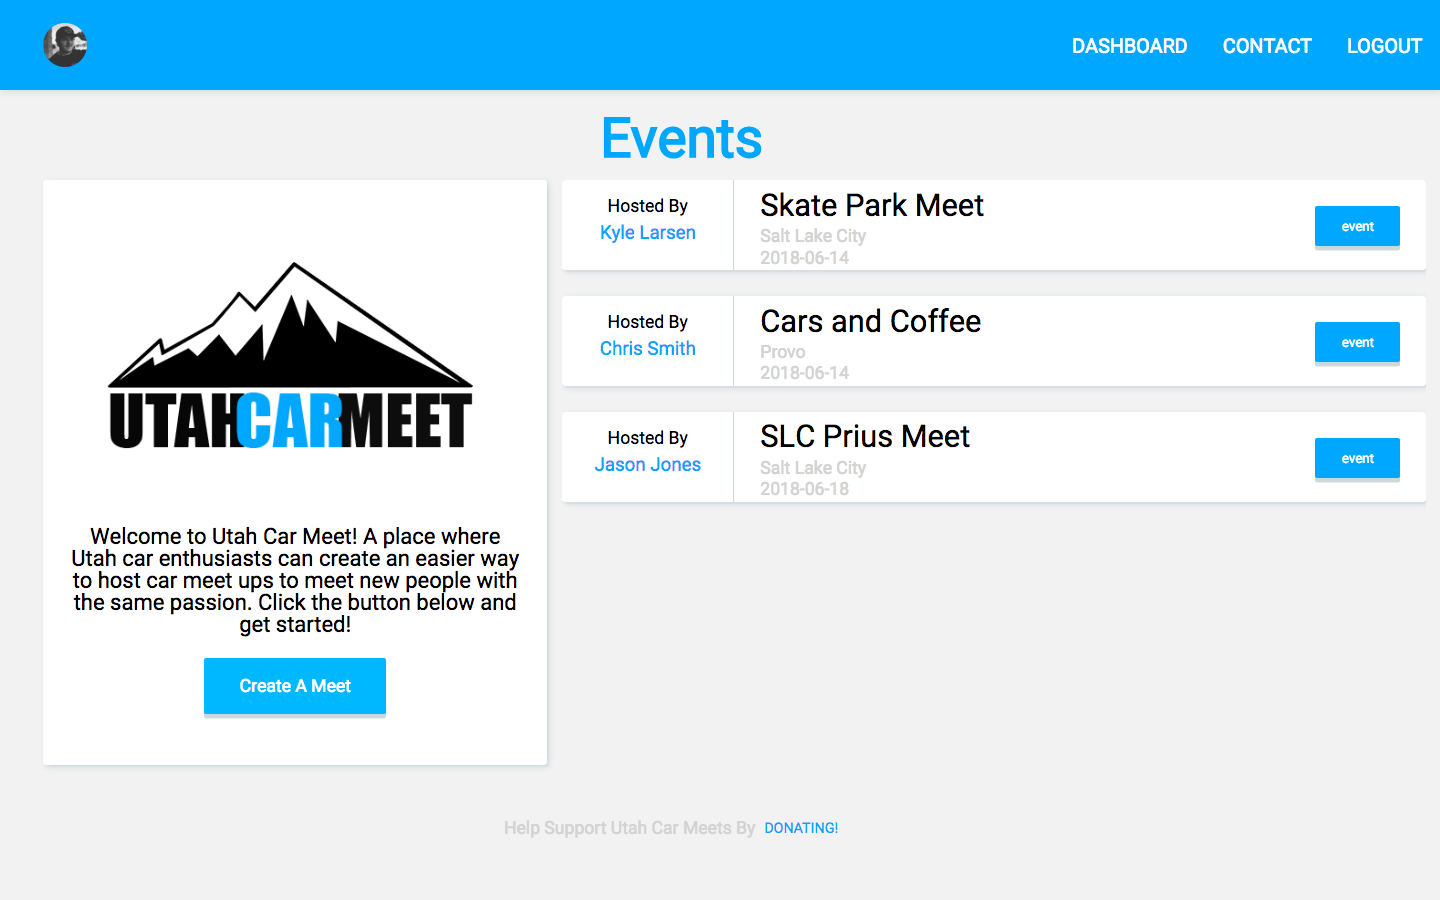 DASHBOARD CONTACT LOGOUT
Events
UTAHCARMEET
Welcome to Utah Car Meet! A place where
Utah car enthusiasts can create an easier way
to host car meet ups to meet new people with
the same passion. Click the button below and
get started!
Create A Meet
Hosted By
Kyle Larsen
Skate Park Meet
Salt Lake City
2018-06-14
event
Hosted By
Chris Smith
Cars and Coffee
Provo
2018-06-14
event
Hosted By
Jason Jones
SLC Prius Meet
Salt Lake City
2018-06-18
event
Help Support Utah Car Meets By DONATING!